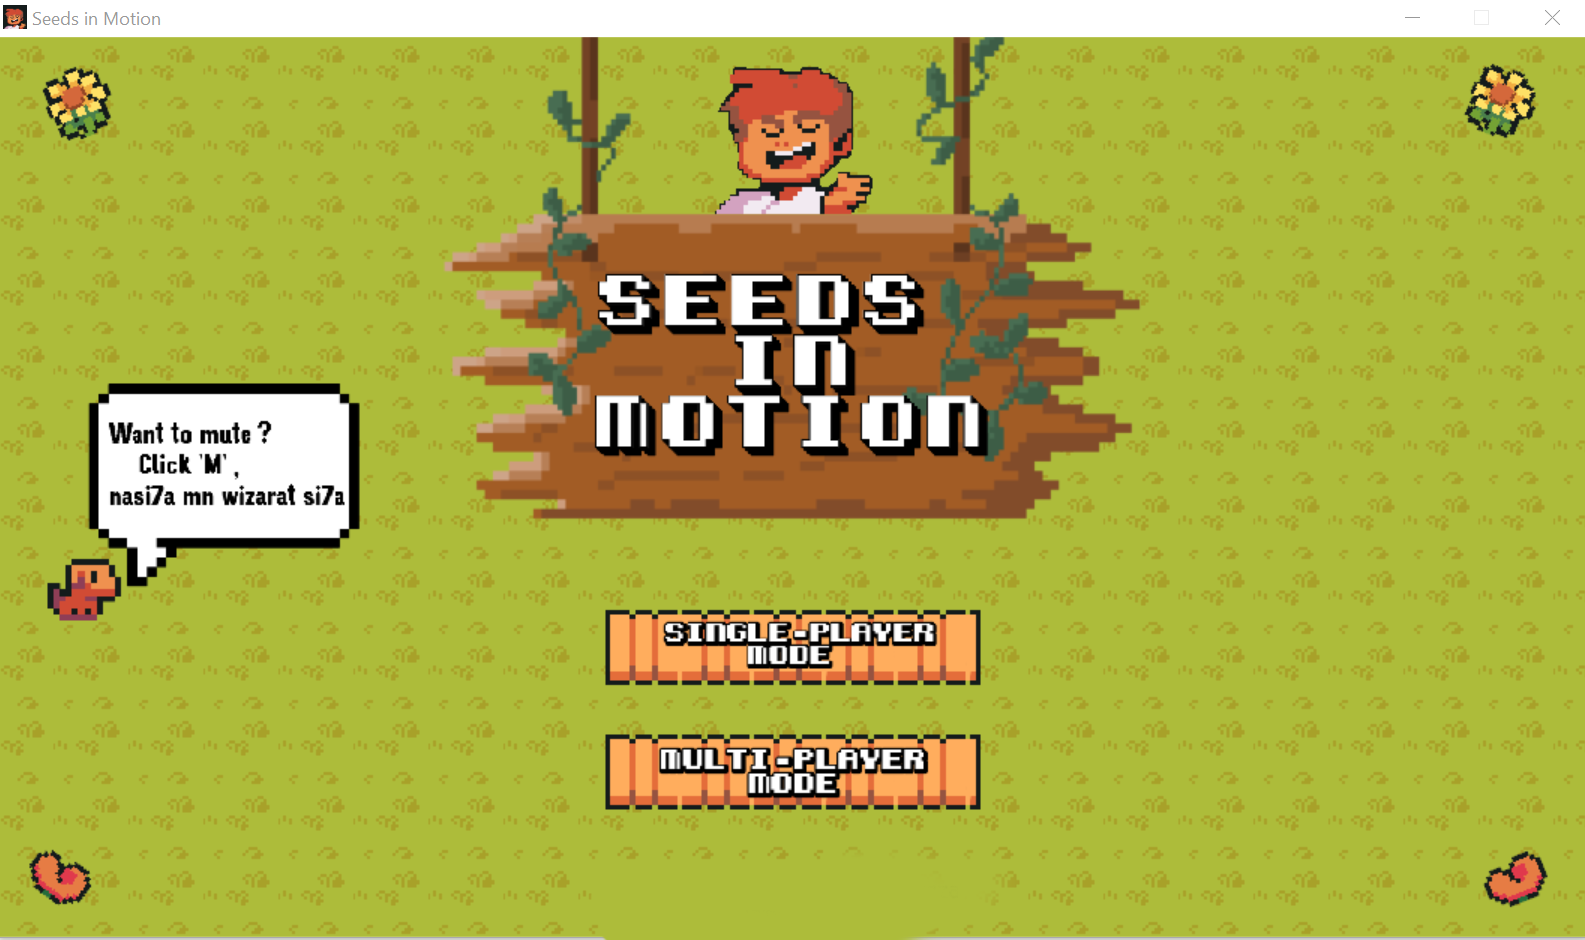 Seeds in Motion
SEEDS
IN
MOTION
Want to mute ?
Click 'M' ,
nasi7a mn wizarat si7a
SINGLE-PLAYER
MODE
MULTI-PLAYER
MODE